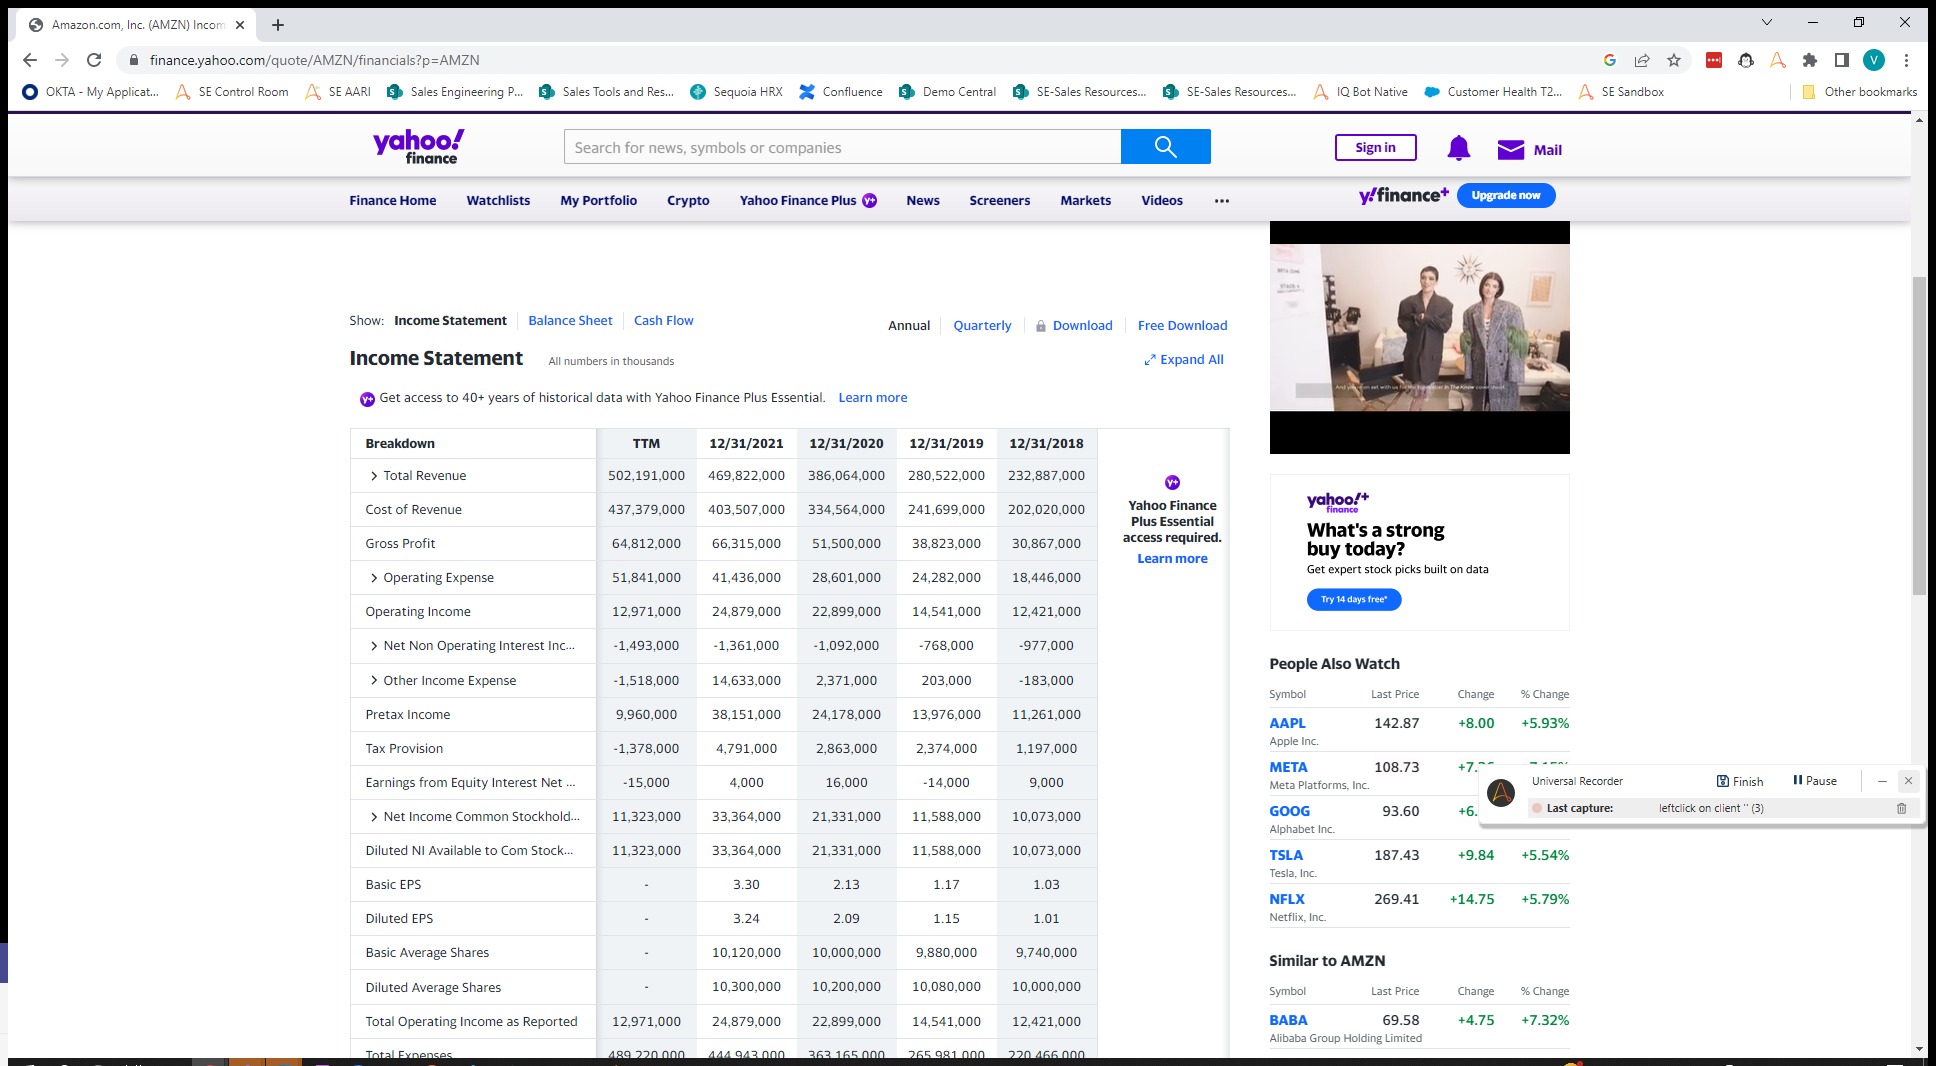 Amazon.com, Inc. (AMZN) Incom
finance.yahoo.com/quote/AMZN/financials?p=AMZN
V
OKTA - My Applicat... SE Control Room SE AARI Sales Engineering P... Sales Tools and Res... Sequoia HRX Confluence Demo Central SE-Sales Resources... SE-Sales Resources... IQ Bot Native Customer Health T2... SE Sandbox Other bookmarks
yahoo!
finance
Search for news, symbols or companies
Sign in
Mail
Finance Home Watchlists My Portfolio Crypto Yahoo Finance Plus News Screeners Markets Videos ...
y!finance+ Upgrade now
Show: Income Statement Balance Sheet Cash Flow
Annual Quarterly Download Free Download
Income Statement All numbers in thousands
Expand All
Get access to 40+ years of historical data with Yahoo Finance Plus Essential. Learn more
Breakdown TTM 12/31/2021 12/31/2020 12/31/2019 12/31/2018
Total Revenue 502,191,000 469,822,000 386,064,000 280,522,000 232,887,000
Cost of Revenue 437,379,000 403,507,000 334,564,000 241,699,000 202,020,000
Gross Profit 64,812,000 66,315,000 51,500,000 38,823,000 30,867,000
Operating Expense 51,841,000 41,436,000 28,601,000 24,282,000 18,446,000
Operating Income 12,971,000 24,879,000 22,899,000 14,541,000 12,421,000
Net Non Operating Interest Inc... -1,493,000 -1,361,000 -1,092,000 -768,000 -977,000
Other Income Expense -1,518,000 14,633,000 2,371,000 203,000 -183,000
Pretax Income 9,960,000 38,151,000 24,178,000 13,976,000 11,261,000
Tax Provision -1,378,000 4,791,000 2,863,000 2,374,000 1,197,000
Earnings from Equity Interest Net ... -15,000 4,000 16,000 -14,000 9,000
Net Income Common Stockhold... 11,323,000 33,364,000 21,331,000 11,588,000 10,073,000
Diluted NI Available to Com Stock... 11,323,000 33,364,000 21,331,000 11,588,000 10,073,000
Basic EPS - 3.30 2.13 1.17 1.03
Diluted EPS - 3.24 2.09 1.15 1.01
Basic Average Shares - 10,120,000 10,000,000 9,880,000 9,740,000
Diluted Average Shares - 10,300,000 10,200,000 10,080,000 10,000,000
Total Operating Income as Reported 12,971,000 24,879,000 22,899,000 14,541,000 12,421,000
Total Expenses 489,220,000 444,943,000 363,165,000 265,981,000 220,466,000
Yahoo Finance
Plus Essential
access required.
Learn more
yahoo!+
finance
What's a strong
buy today?
Get expert stock picks built on data
Try 14 days free*
People Also Watch
Symbol Last Price Change % Change
AAPL 142.87 +8.00 +5.93%
Apple Inc.
META 108.73
Meta Platforms, Inc.
GOOG 93.60 +6.
Alphabet Inc.
TSLA 187.43 +9.84 +5.54%
Tesla, Inc.
NFLX 269.41 +14.75 +5.79%
Netflix, Inc.
Universal Recorder Finish Pause
Last capture: leftclick on client '' (3)
Similar to AMZN
Symbol Last Price Change % Change
BABA 69.58 +4.75 +7.32%
Alibaba Group Holding Limited